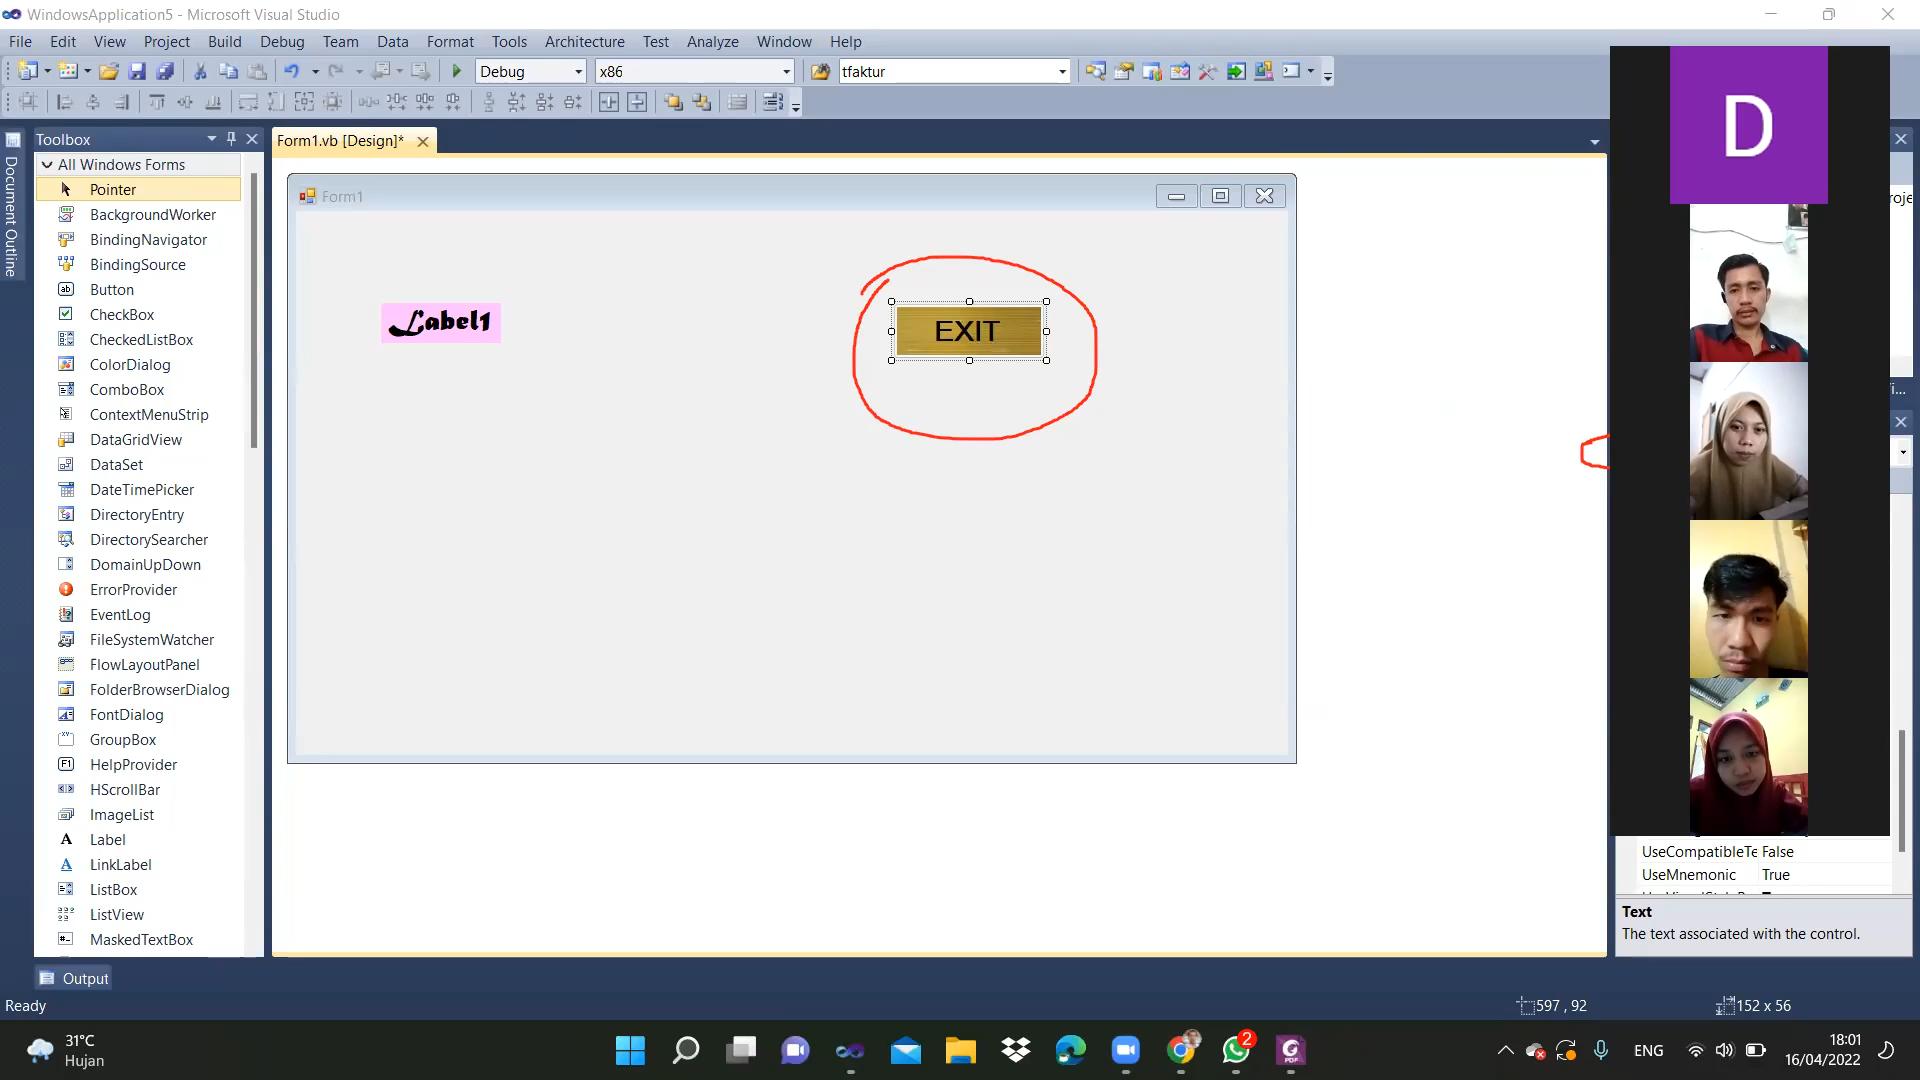 WindowsApplication5 - Microsoft Visual Studio
File Edit View Project Build Debug Team Data Format Tools Architecture Test Analyze Window Help
Debug x86 tfaktur
Toolbox
Form1.vb [Design]*
Document Outline
All Windows Forms
Pointer
BackgroundWorker
BindingNavigator
BindingSource
Button
CheckBox
CheckedListBox
ColorDialog
ComboBox
ContextMenuStrip
DataGridView
DataSet
DateTimePicker
DirectoryEntry
DirectorySearcher
DomainUpDown
ErrorProvider
EventLog
FileSystemWatcher
FlowLayoutPanel
FolderBrowserDialog
FontDialog
GroupBox
HelpProvider
HScrollBar
ImageList
Label
LinkLabel
ListBox
ListView
MaskedTextBox
Form1
Label1
EXIT
D
roje
UseCompatibleTe False
UseMnemonic True
Text
The text associated with the control.
Output
Ready
597 , 92
152 x 56
31°C
Hujan
2
ENG
18:01
16/04/2022